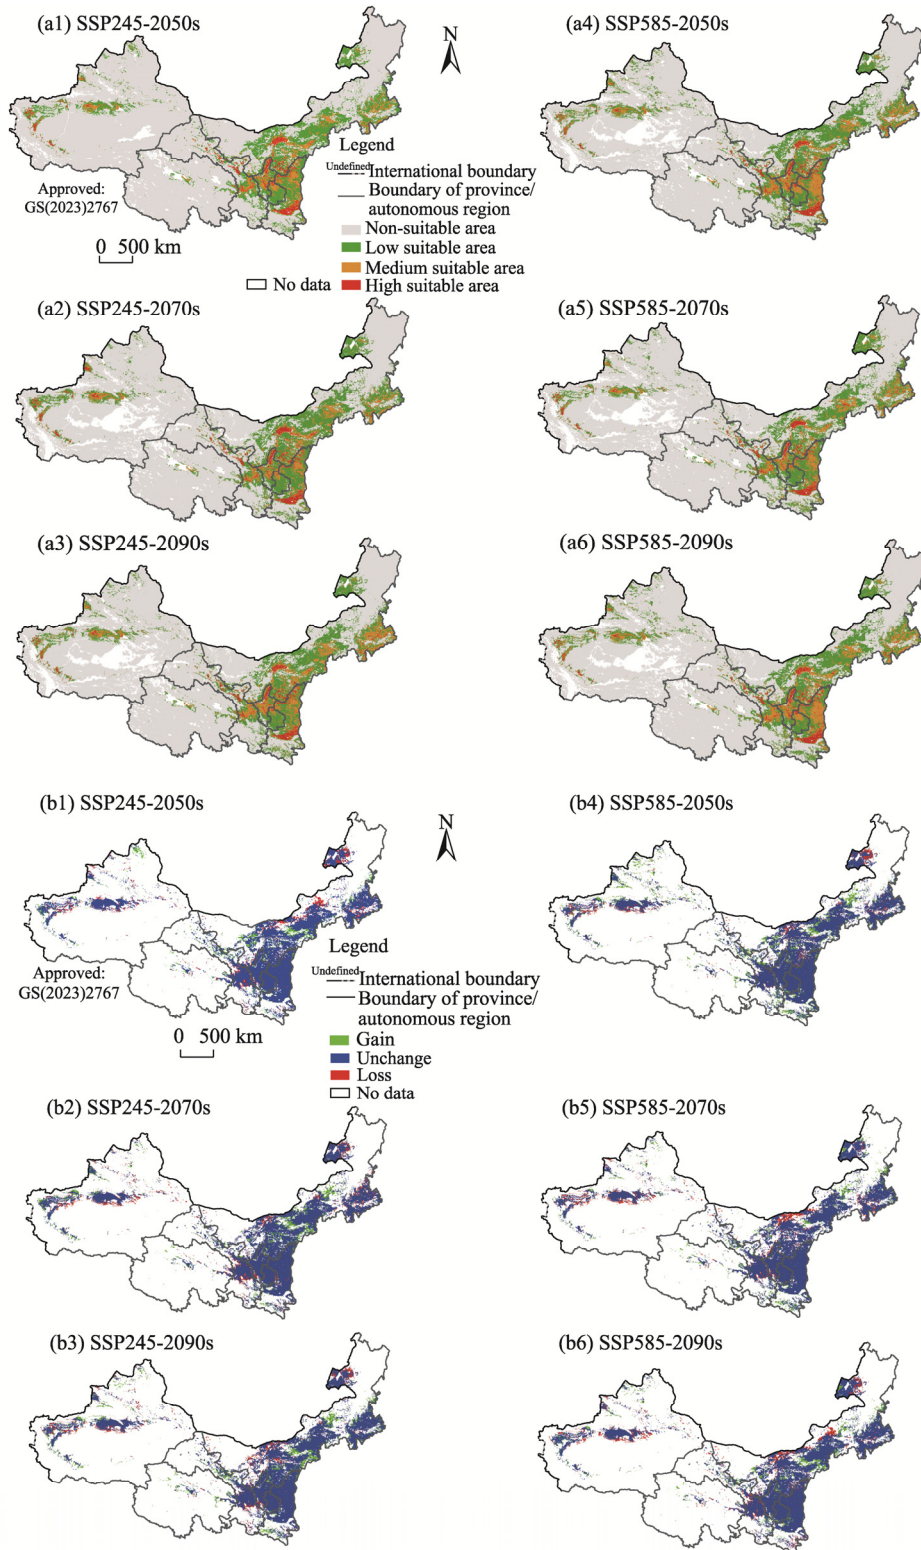 (a1) SSP245-2050s
N
(a4) SSP585-2050s
Legend
Undefined International boundary
Boundary of province/
autonomous region
Non-suitable area
Low suitable area
Medium suitable area
High suitable area
No data
Approved:
GS(2023)2767
0 500 km
(a2) SSP245-2070s
(a5) SSP585-2070s
(a3) SSP245-2090s
(a6) SSP585-2090s
(b1) SSP245-2050s
N
(b4) SSP585-2050s
Legend
Undefined International boundary
Boundary of province/
autonomous region
Gain
Unchange
Loss
No data
Approved:
GS(2023)2767
0 500 km
(b2) SSP245-2070s
(b5) SSP585-2070s
(b3) SSP245-2090s
(b6) SSP585-2090s